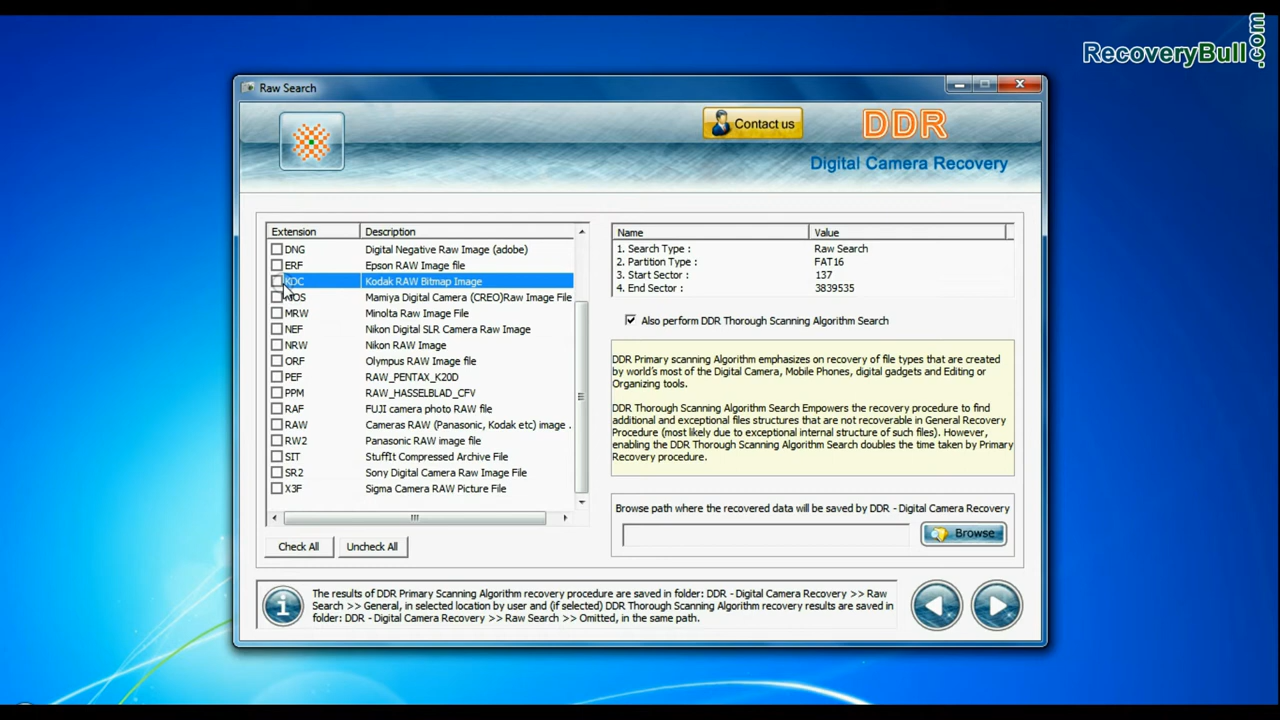 RecoveryBull.com
Raw Search
Contact us
DDR
Digital Camera Recovery
Extension Description
DNG Digital Negative Raw Image (adobe)
ERF Epson RAW Image file
KDC Kodak RAW Bitmap Image
MOS Mamiya Digital Camera (CREO)Raw Image File
MRW Minolta Raw Image File
NEF Nikon Digital SLR Camera Raw Image
NRW Nikon RAW Image
ORF Olympus RAW Image file
PEF RAW_PENTAX_K20D
PPM RAW_HASSELBLAD_CFV
RAF FUJI camera photo RAW file
RAW Cameras RAW (Panasonic, Kodak etc) image .
RW2 Panasonic RAW image file
SIT StuffIt Compressed Archive File
SR2 Sony Digital Camera Raw Image File
X3F Sigma Camera RAW Picture File
Check All Uncheck All
Name Value
1. Search Type : Raw Search
2. Partition Type : FAT16
3. Start Sector : 137
4. End Sector : 3839535
Also perform DDR Thorough Scanning Algorithm Search
DDR Primary scanning Algorithm emphasizes on recovery of file types that are created
by world's most of the Digital Camera, Mobile Phones, digital gadgets and Editing or
Organizing tools.
DDR Thorough Scanning Algorithm Search Empowers the recovery procedure to find
additional and exceptional files structures that are not recoverable in General Recovery
Procedure (most likely due to exceptional internal structure of such files). However,
enabling the DDR Thorough Scanning Algorithm Search doubles the time taken by Primary
Recovery procedure.
Browse path where the recovered data will be saved by DDR - Digital Camera Recovery
Browse
The results of DDR Primary Scanning Algorithm recovery procedure are saved in folder: DDR - Digital Camera Recovery >> Raw
Search >> General, in selected location by user and (if selected) DDR Thorough Scanning Algorithm recovery results are saved in
folder: DDR - Digital Camera Recovery >> Raw Search >> Omitted, in the same path.